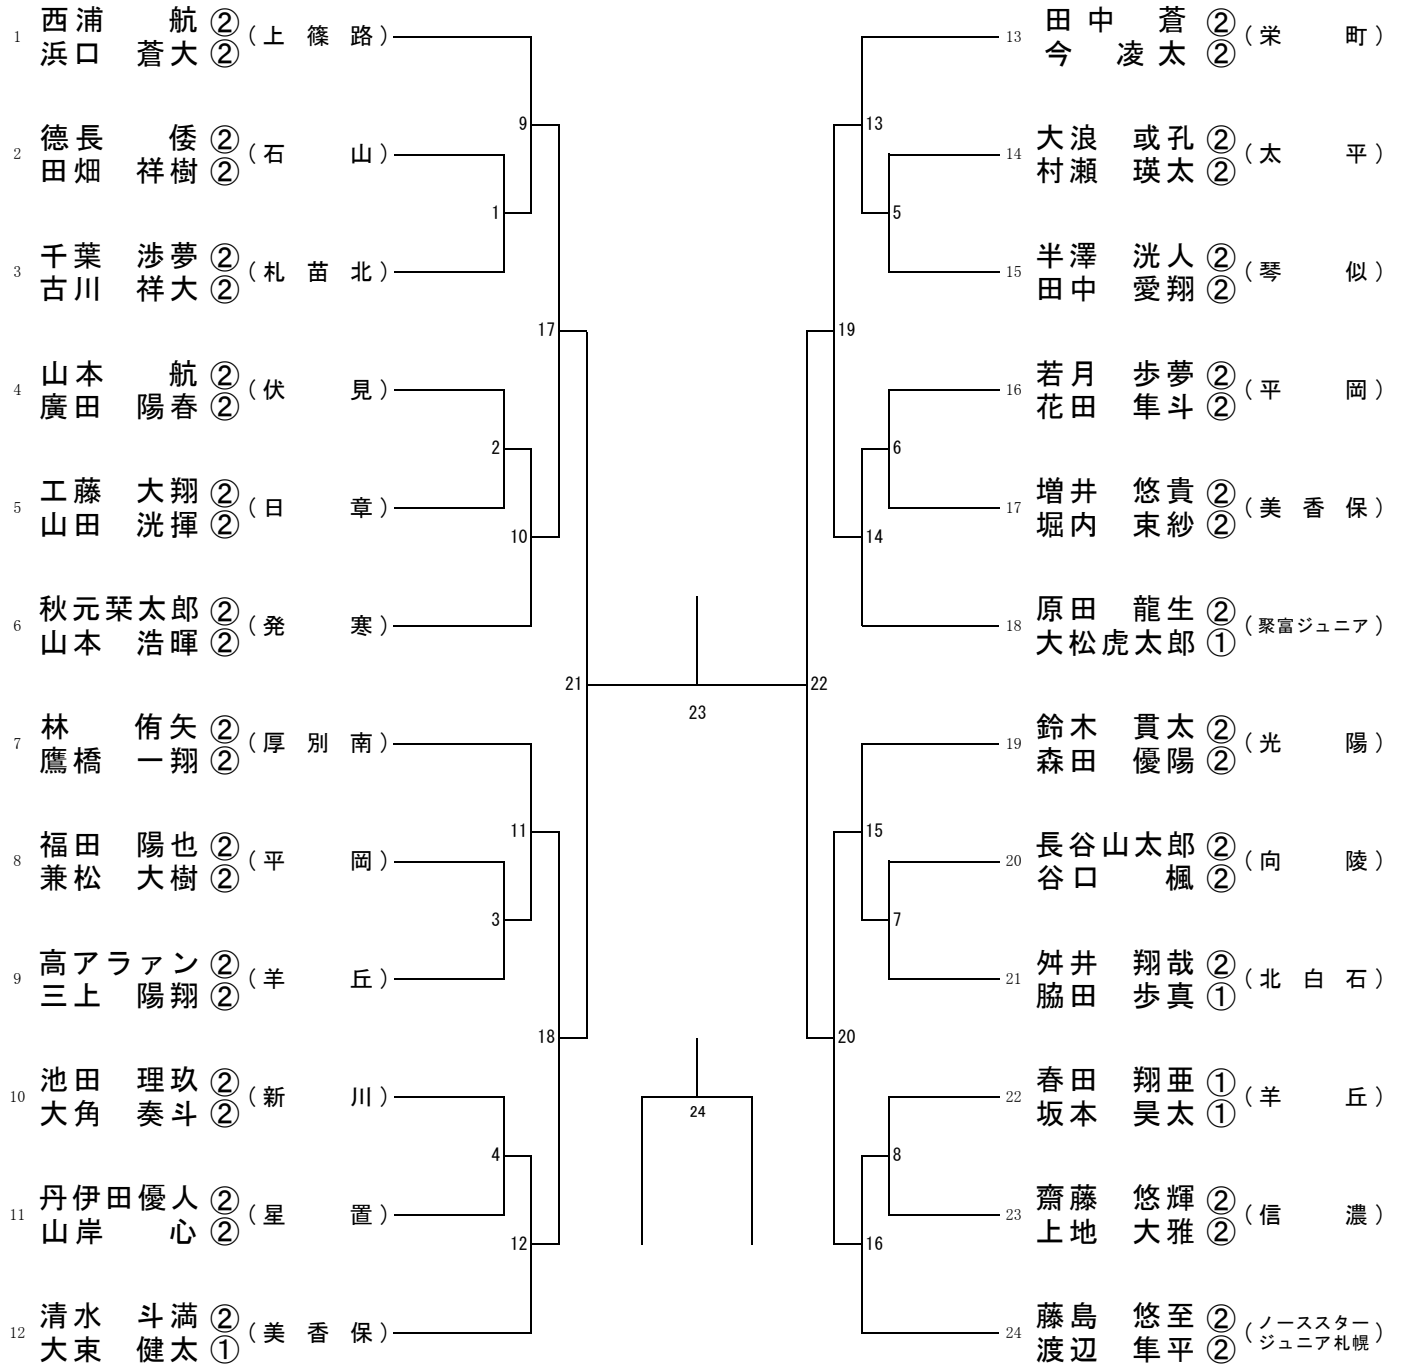 1 西浦 航 ② (上篠路)
浜口 蒼大 ②
2 德長 倭 ② (石山)
田畑 祥樹 ②
3 千葉 渉夢 ② (札苗北)
古川 祥大 ②
4 山本 航 ② (伏見)
廣田 陽春 ②
5 工藤 大翔 ② (日章)
山田 洸揮 ②
6 秋元栞太郎 ② (発寒)
山本 浩暉 ②
7 林 侑矢 ② (厚別南)
鷹橋 一翔 ②
8 福田 陽也 ② (平岡)
兼松 大樹 ②
9 高アラァン ② (羊丘)
三上 陽翔 ②
10 池田 理玖 ② (新川)
大角 奏斗 ②
11 丹伊田優人 ② (星置)
山岸 心 ②
12 清水 斗満 ② (美香保)
大東 健太 ①
9
1
17
2
10
21
11
3
18
4
12
23
24
13
5
19
6
14
22
15
7
20
8
16
13 田中 蒼 ② (栄町)
今 凌太 ②
14 大浪 或孔 ② (太平)
村瀬 瑛太 ②
15 半澤 洸人 ② (琴似)
田中 愛翔 ②
16 若月 歩夢 ② (平岡)
花田 隼斗 ②
17 増井 悠貴 ② (美香保)
堀内 東紗 ②
18 原田 龍生 ② (聚富ジュニア)
大松虎太郎 ①
19 鈴木 貫太 ② (光陽)
森田 優陽 ②
20 長谷山太郎 ② (向陵)
谷口 楓 ②
21 舛井 翔哉 ② (北白石)
脇田 歩真 ①
22 春田 翔亜 ① (羊丘)
坂本 昊太 ①
23 齋藤 悠輝 ② (信濃)
上地 大雅 ②
24 藤島 悠至 ② (ノーススター
渡辺 隼平 ② ジュニア札幌)